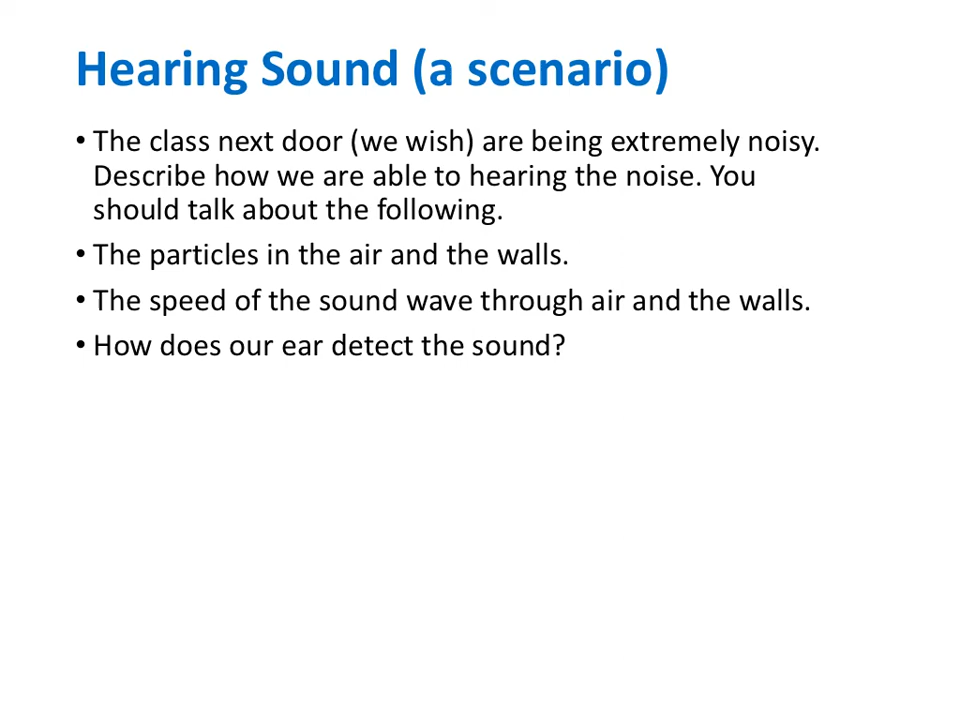 Hearing Sound (a scenario)
• The class next door (we wish) are being extremely noisy.
Describe how we are able to hearing the noise. You
should talk about the following.
• The particles in the air and the walls.
• The speed of the sound wave through air and the walls.
• How does our ear detect the sound?